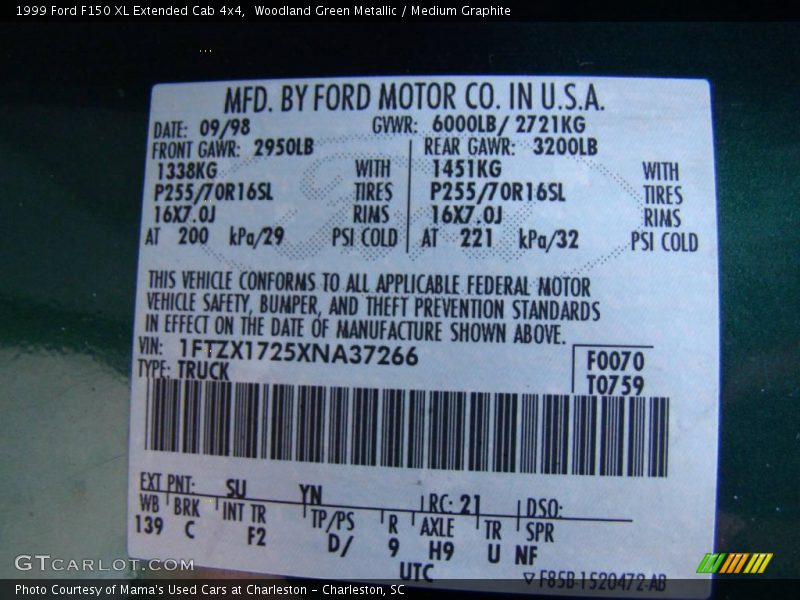 1999 Ford F150 XL Extended Cab 4x4,  Woodland Green Metallic / Medium Graphite
MFD. BY FORD MOTOR CO. IN U.S.A.
DATE: 09/98 GVWR: 6000LB/ 2721KG
FRONT GAWR: 2950LB REAR GAWR: 3200LB
1338KG WITH 1451KG WITH
P255/70R16SL TIRES P255/70R16SL TIRES
16X7.0J RIMS 16X7.0J RIMS
AT 200 kPa/29 PSI COLD AT 221 kPa/32 PSI COLD
THIS VEHICLE CONFORMS TO ALL APPLICABLE FEDERAL MOTOR
VEHICLE SAFETY, BUMPER, AND THEFT PREVENTION STANDARDS
IN EFFECT ON THE DATE OF MANUFACTURE SHOWN ABOVE.
VIN: 1FTZX1725XNA37266 F0070
TYPE: TRUCK T0759
EXT PNT: SU YN RC: 21 DSO:
WB BRK INT TR TP/PS R AXLE TR SPR
139 C F2 D/ 9 H9 U NF
UTC ▽F85B-1520472-AB
GTCARLOT.COM
Photo Courtesy of Mama's Used Cars at Charleston – Charleston, SC